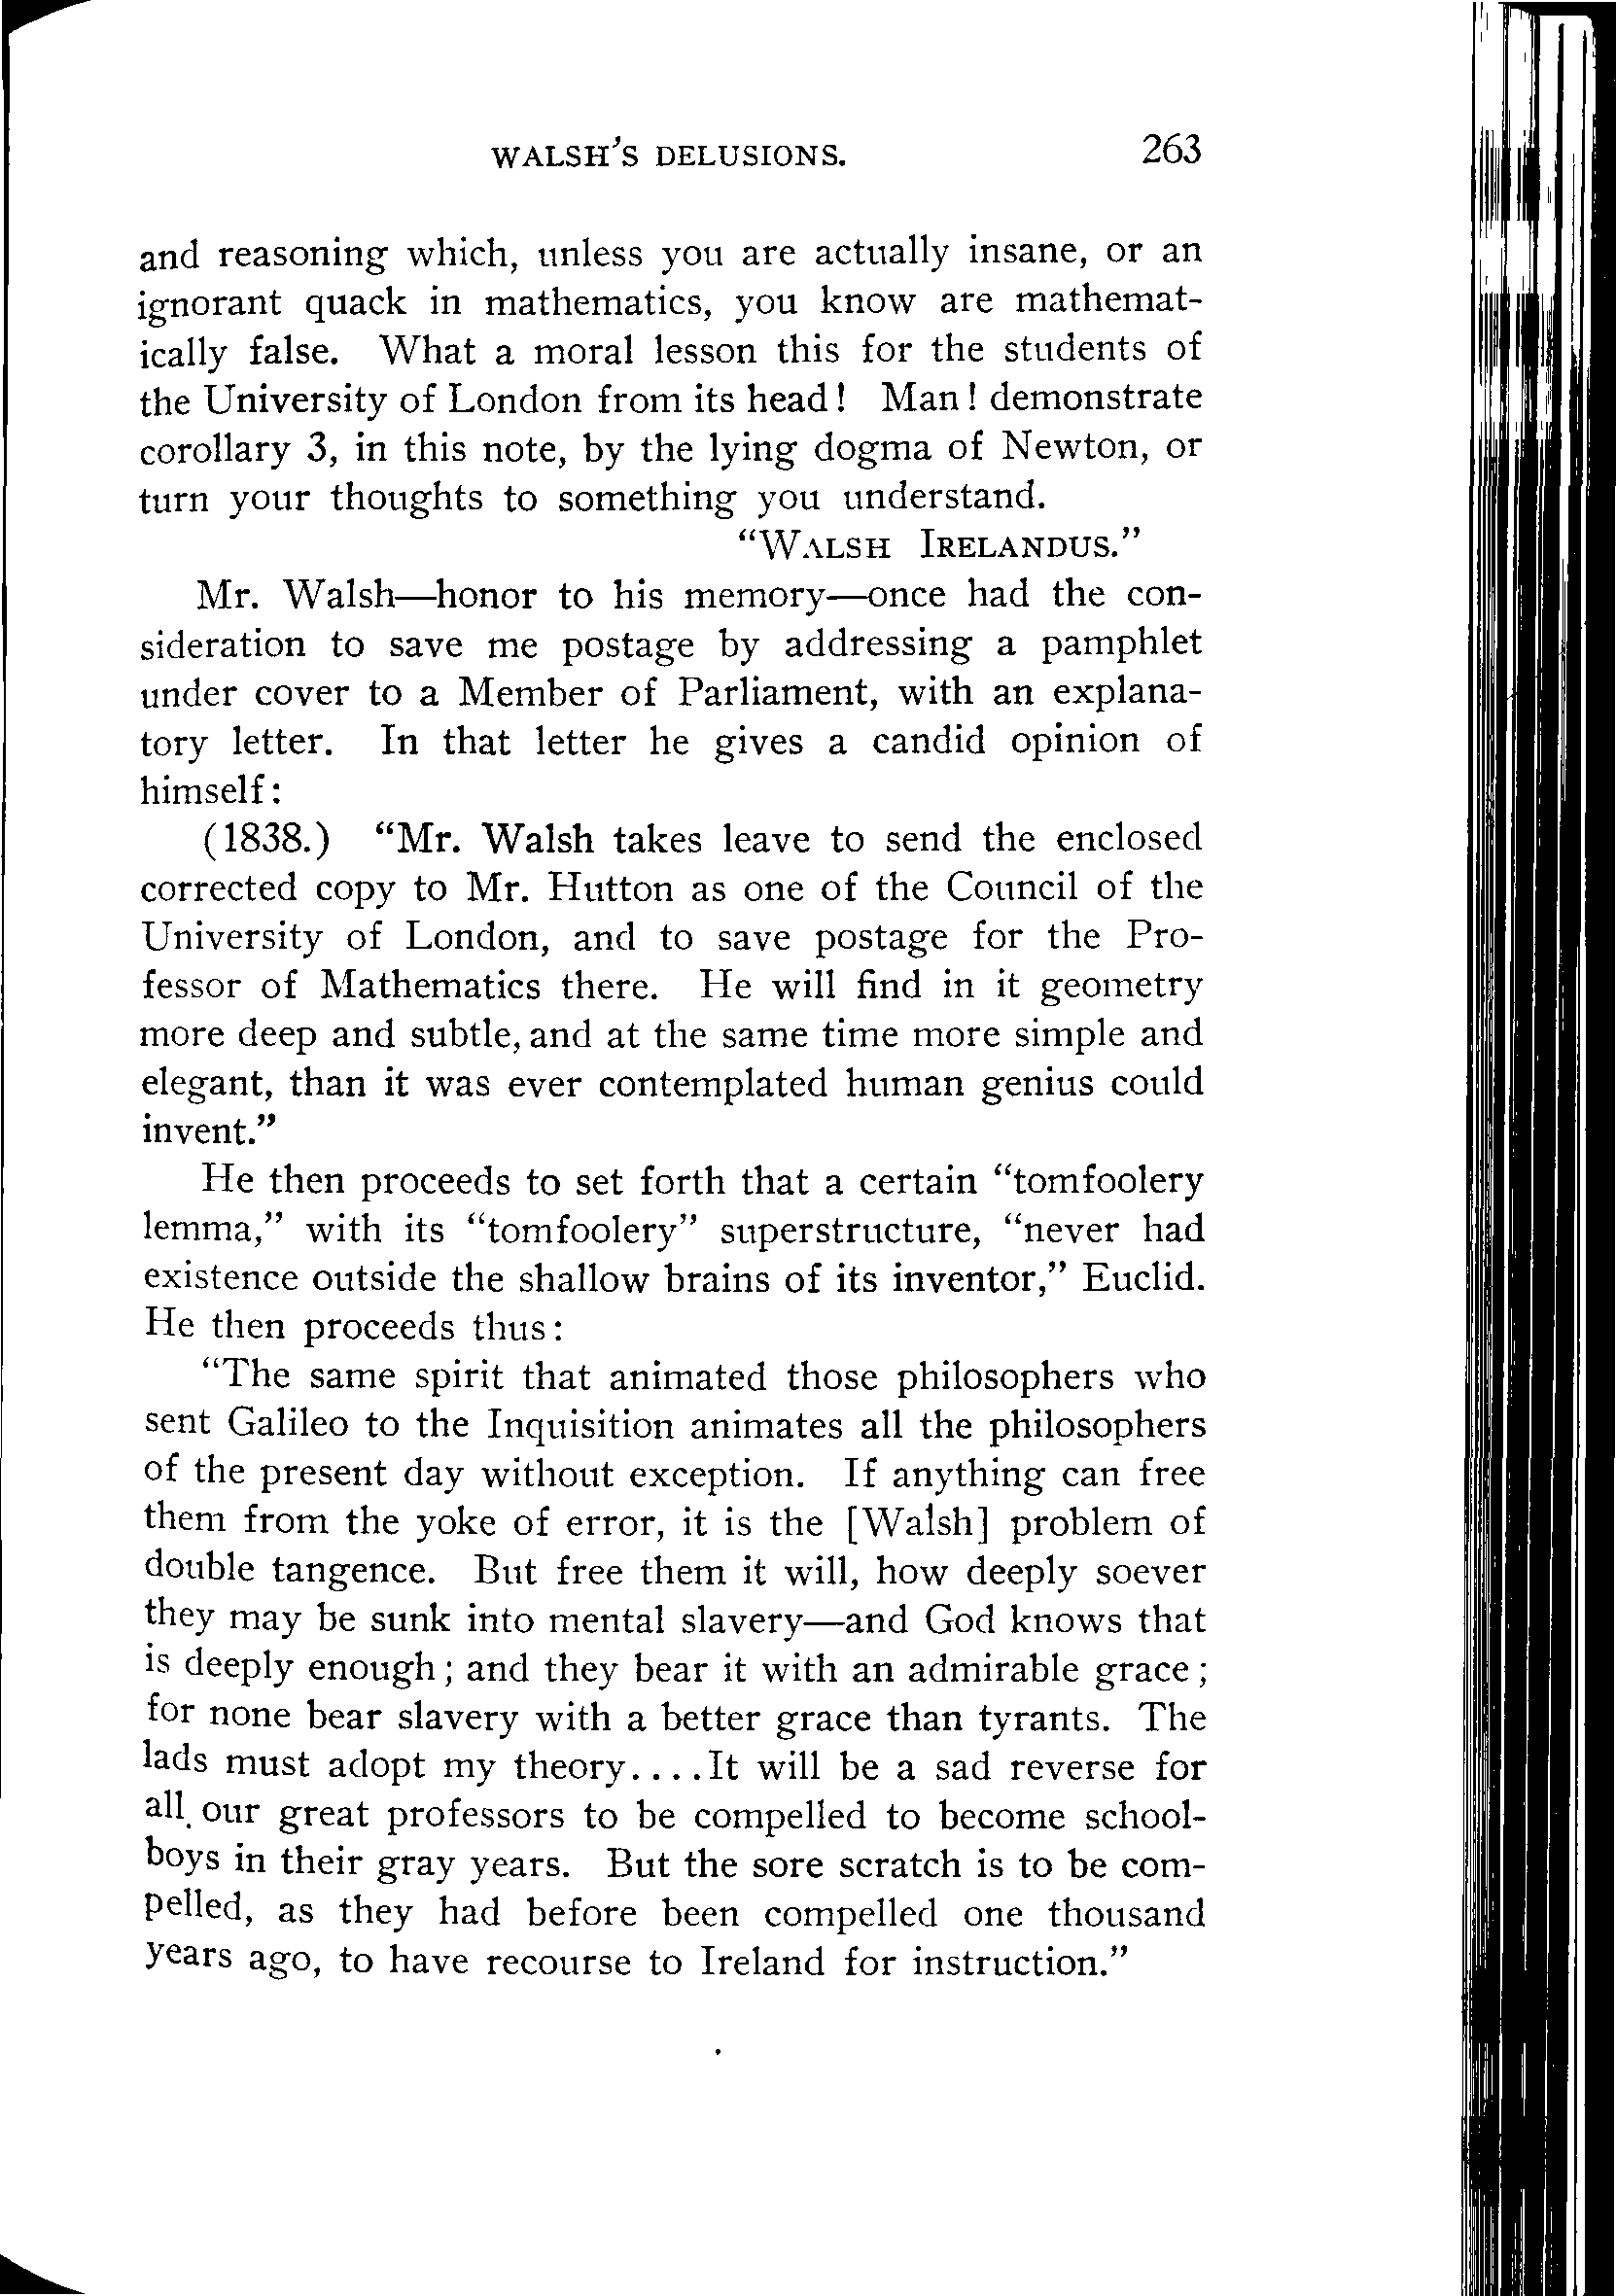 WALSH'S DELUSIONS. 263
and reasoning which, unless you are actually insane, or an
ignorant quack in mathematics, you know are mathemat-
ically false. What a moral lesson this for the students of
the University of London from its head! Man! demonstrate
corollary 3, in this note, by the lying dogma of Newton, or
turn your thoughts to something you understand.
"WALSH IRELANDUS."
Mr. Walsh—honor to his memory—once had the con-
sideration to save me postage by addressing a pamphlet
under cover to a Member of Parliament, with an explana-
tory letter. In that letter he gives a candid opinion of
himself:
(1838.) "Mr. Walsh takes leave to send the enclosed
corrected copy to Mr. Hutton as one of the Council of the
University of London, and to save postage for the Pro-
fessor of Mathematics there. He will find in it geometry
more deep and subtle, and at the same time more simple and
elegant, than it was ever contemplated human genius could
invent."
He then proceeds to set forth that a certain "tomfoolery
lemma," with its "tomfoolery" superstructure, "never had
existence outside the shallow brains of its inventor," Euclid.
He then proceeds thus:
"The same spirit that animated those philosophers who
sent Galileo to the Inquisition animates all the philosophers
of the present day without exception. If anything can free
them from the yoke of error, it is the [Walsh] problem of
double tangence. But free them it will, how deeply soever
they may be sunk into mental slavery—and God knows that
is deeply enough; and they bear it with an admirable grace;
for none bear slavery with a better grace than tyrants. The
lads must adopt my theory....It will be a sad reverse for
all our great professors to be compelled to become school-
boys in their gray years. But the sore scratch is to be com-
pelled, as they had before been compelled one thousand
years ago, to have recourse to Ireland for instruction."